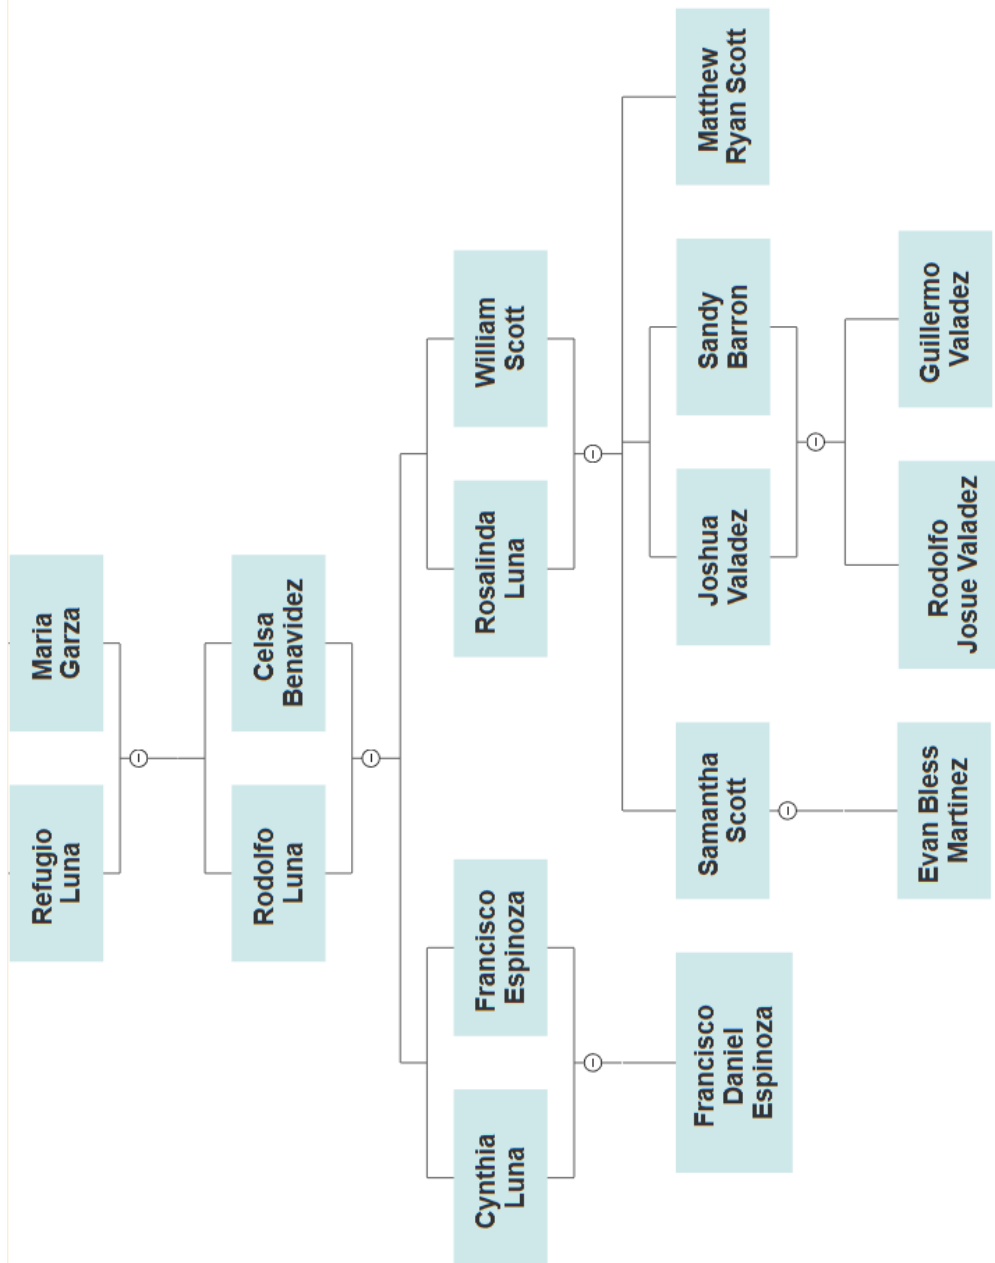 Refugio
Luna
Maria
Garza
Rodolfo
Luna
Celsa
Benavidez
Cynthia
Luna
Francisco
Espinoza
Rosalinda
Luna
William
Scott
Francisco
Daniel
Espinoza
Samantha
Scott
Joshua
Valadez
Sandy
Barron
Matthew
Ryan Scott
Evan Bless
Martinez
Rodolfo
Josue Valadez
Guillermo
Valadez